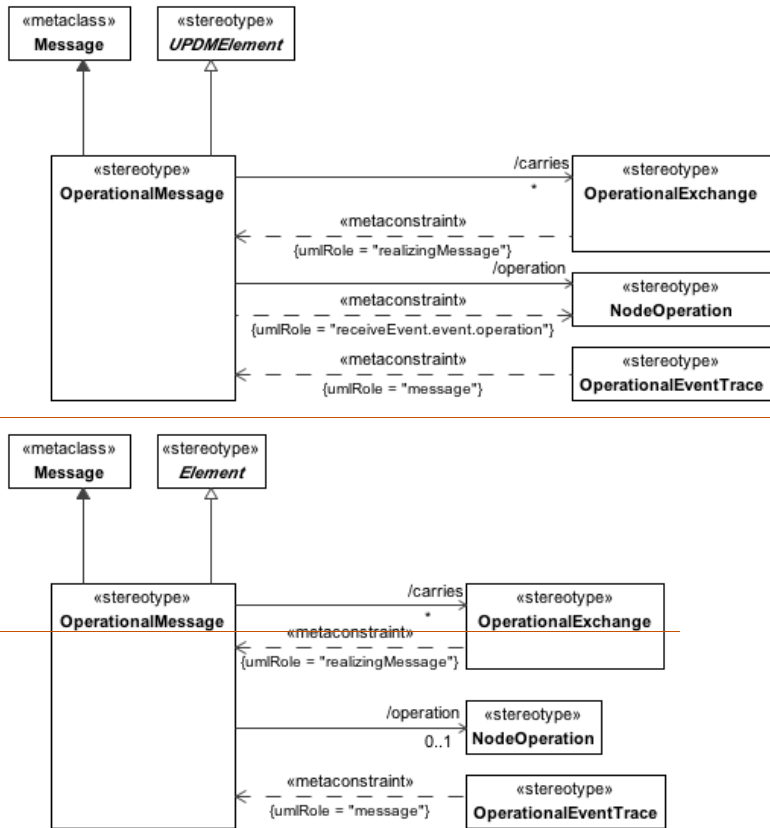 «metaclass»
Message
«stereotype»
UPDMElement
«stereotype»
OperationalMessage
/carries
*
«stereotype»
OperationalExchange
«metaconstraint»
{umlRole = "realizingMessage"}
/operation
«stereotype»
NodeOperation
«metaconstraint»
{umlRole = "receiveEvent.event.operation"}
«metaconstraint»
{umlRole = "message"}
«stereotype»
OperationalEventTrace
«metaclass»
Message
«stereotype»
Element
«stereotype»
OperationalMessage
/carries
*
«stereotype»
OperationalExchange
«metaconstraint»
{umlRole = "realizingMessage"}
/operation
0..1
«stereotype»
NodeOperation
«metaconstraint»
{umlRole = "message"}
«stereotype»
OperationalEventTrace